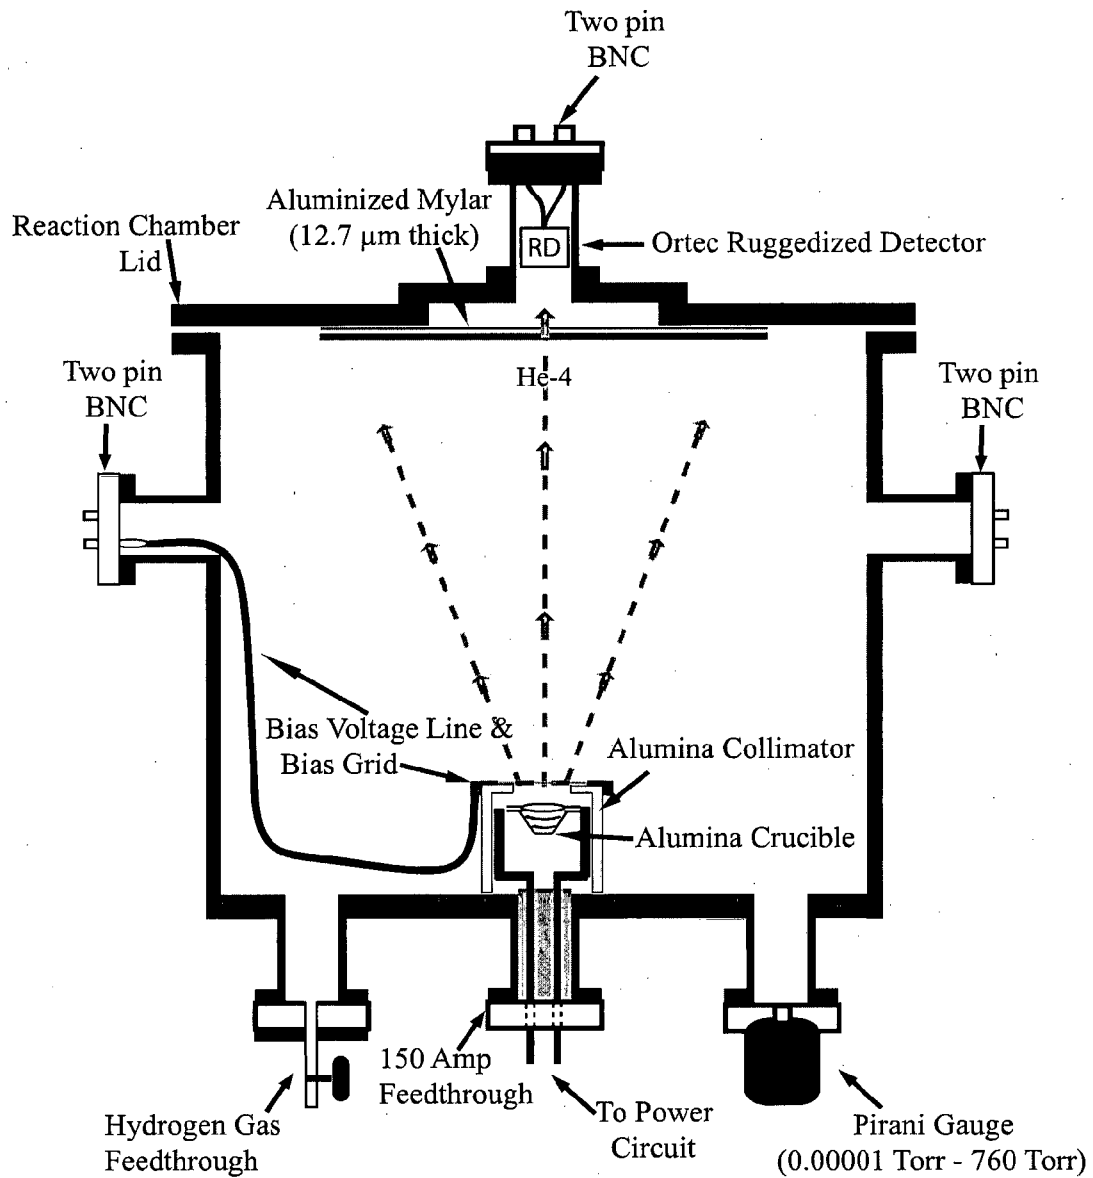 Two pin
BNC
Aluminized Mylar
(12.7 µm thick)
Reaction Chamber
Lid
RD
Ortec Ruggedized Detector
He-4
Two pin
BNC
Two pin
BNC
Bias Voltage Line &
Bias Grid
Alumina Collimator
Alumina Crucible
150 Amp
Feedthrough
To Power
Circuit
Hydrogen Gas
Feedthrough
Pirani Gauge
(0.00001 Torr - 760 Torr)